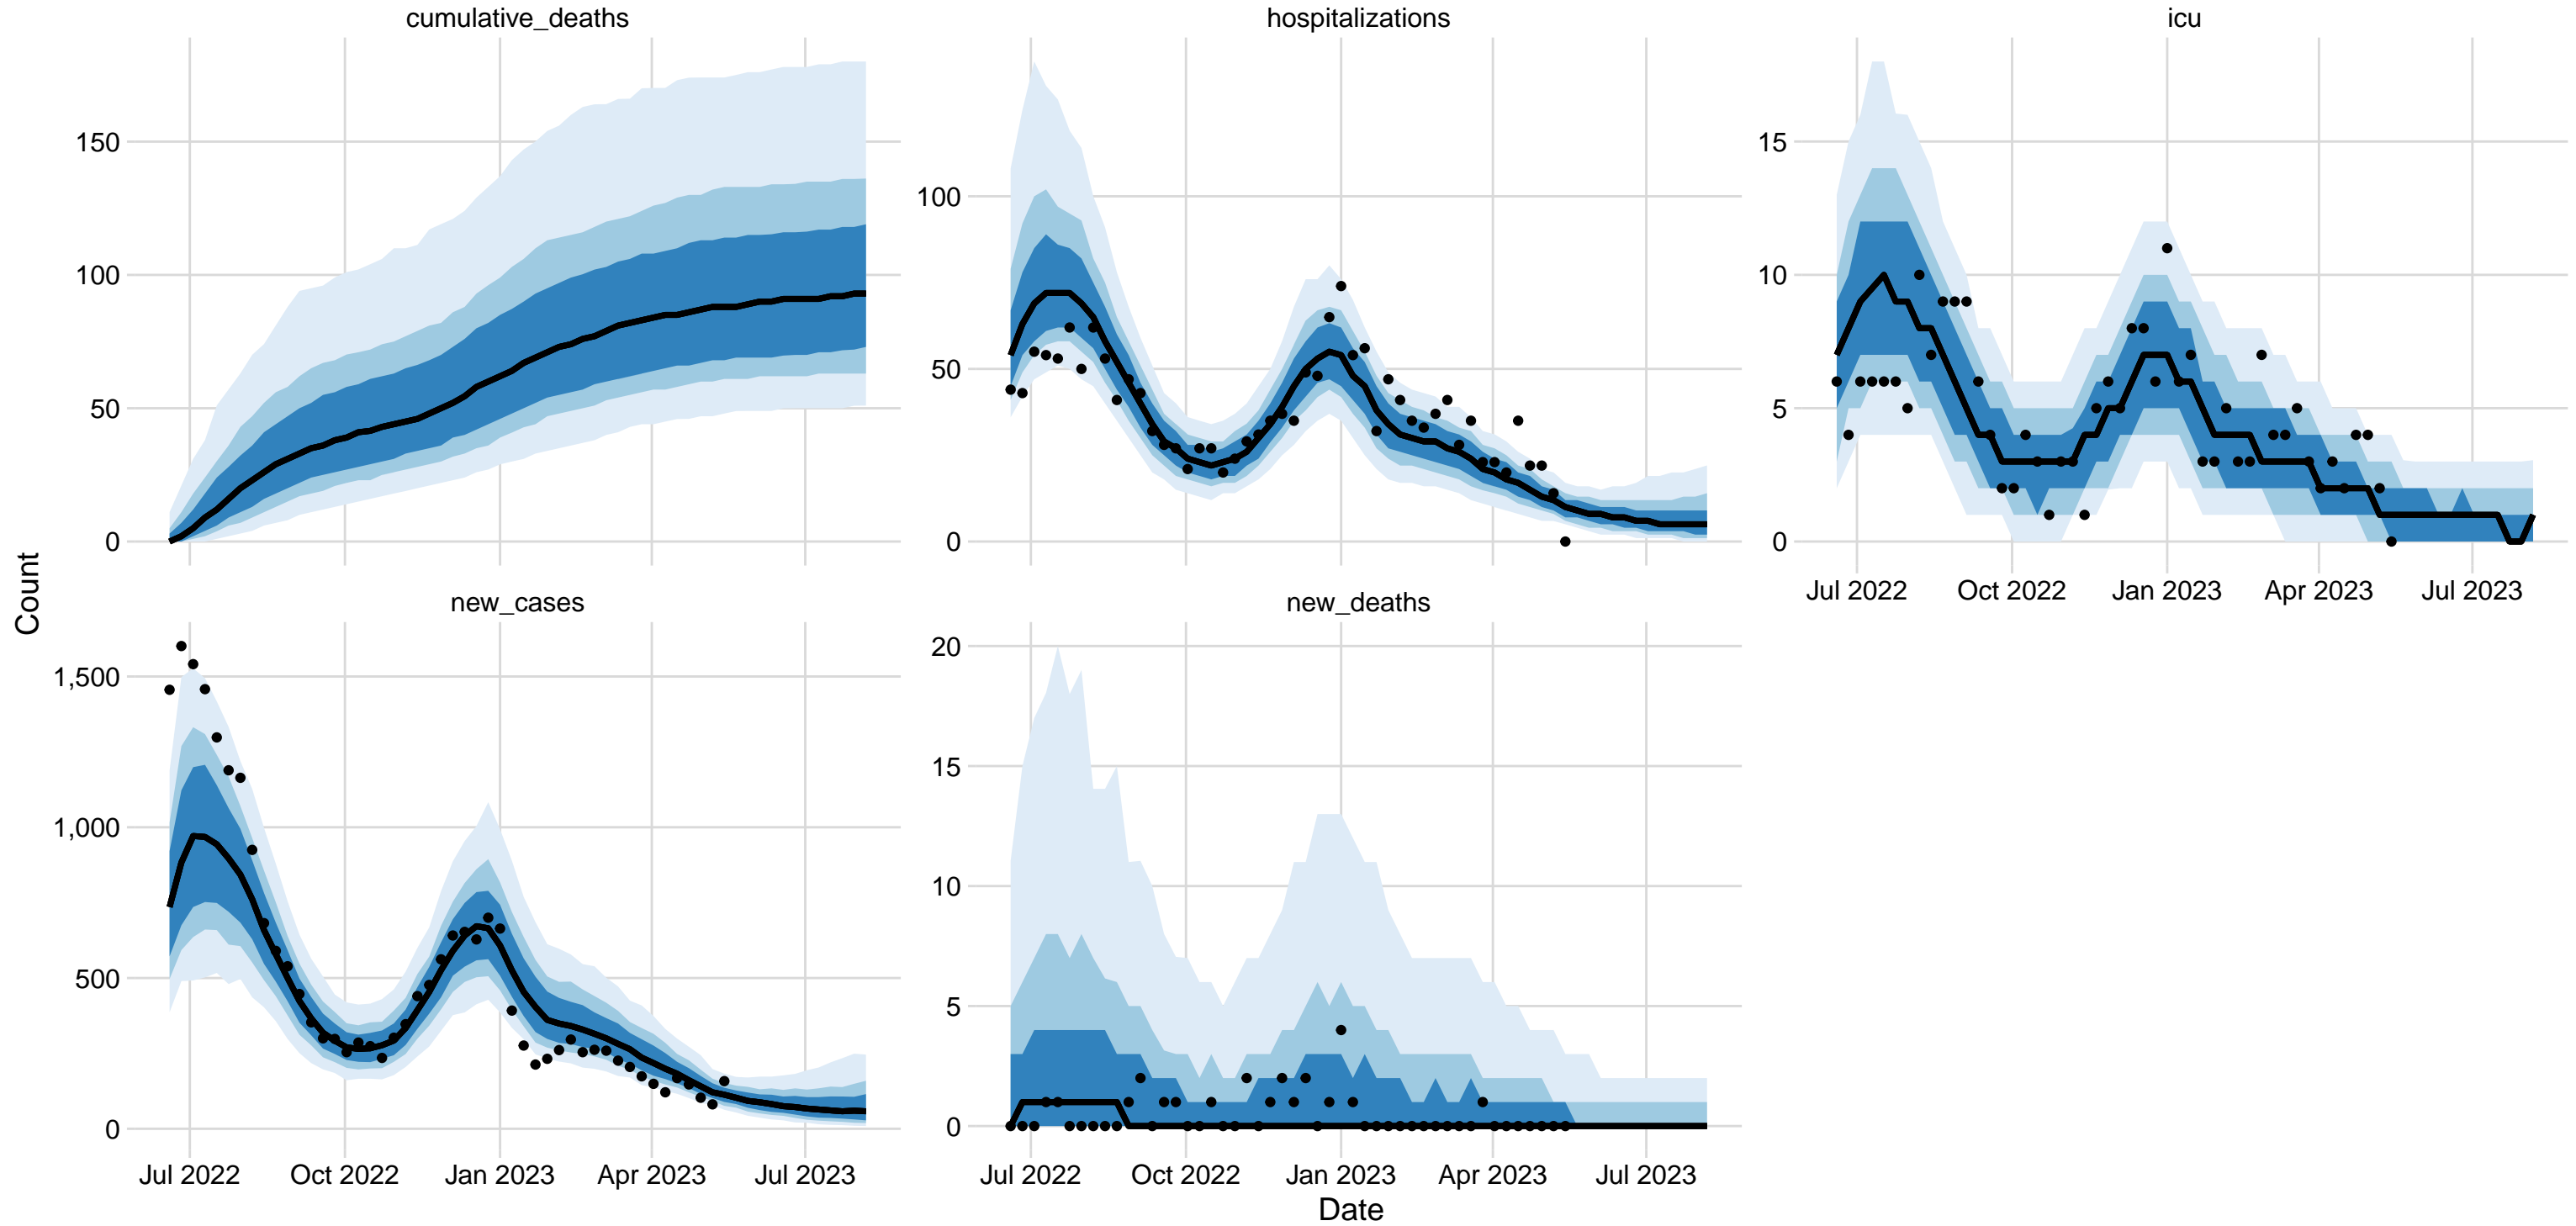 cumulative_deaths
hospitalizations
icu
150
100
50
0
100
50
0
15
10
5
0
Jul 2022 Oct 2022 Jan 2023 Apr 2023 Jul 2023
Count
new_cases
new_deaths
1,500
1,000
500
0
20
15
10
5
0
Jul 2022 Oct 2022 Jan 2023 Apr 2023 Jul 2023
Jul 2022 Oct 2022 Jan 2023 Apr 2023 Jul 2023
Date